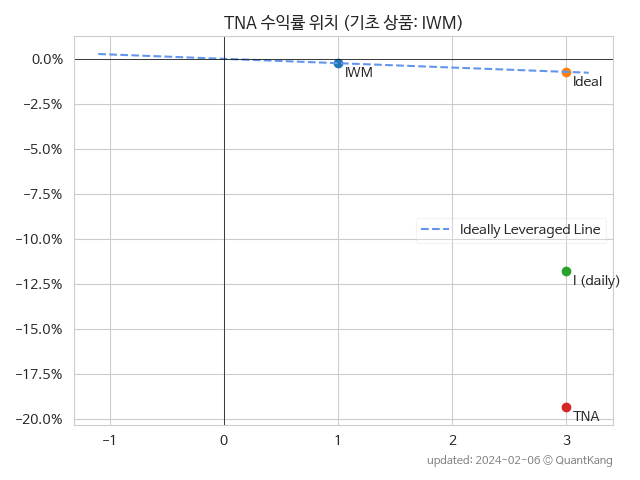 TNA 수익률 위치 (기초 상품: IWM)
0.0%
−2.5%
−5.0%
−7.5%
−10.0%
−12.5%
−15.0%
−17.5%
−20.0%
IWM
Ideal
Ideally Leveraged Line
I (daily)
TNA
−1
0
1
2
3
updated: 2024-02-06 © QuantKang